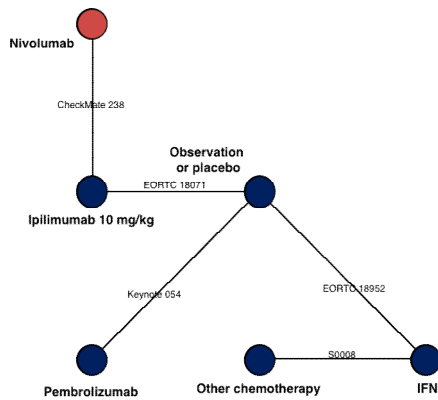 Nivolumab
CheckMate 238
Observation
or placebo
EORTC 18071
Ipilimumab 10 mg/kg
Keynote 054
EORTC 18952
S0008
Pembrolizumab
Other chemotherapy
IFN